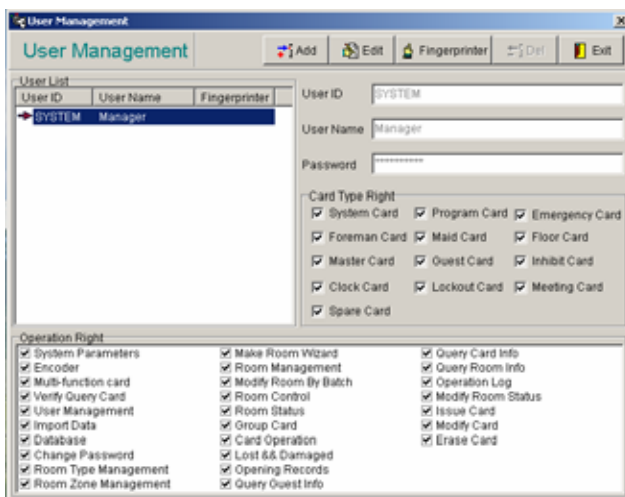 User Management
User Management
Add
Edit
Fingerprinter
Del
Exit
User List
User ID User Name Fingerprinter
SYSTEM Manager
User ID SYSTEM
User Name Manager
Password **********
Card Type Right
System Card Program Card Emergency Card
Foreman Card Maid Card Floor Card
Master Card Guest Card Inhibit Card
Clock Card Lockout Card Meeting Card
Spare Card
Operation Right
System Parameters Make Room Wizard Query Card Info
Encoder Room Management Query Room Info
Multi-function card Modify Room By Batch Operation Log
Verify Query Card Room Control Modify Room Status
User Management Room Status Issue Card
Import Data Group Card Modify Card
Database Card Operation Erase Card
Change Password Lost && Damaged
Room Type Management Opening Records
Room Zone Management Query Guest Info